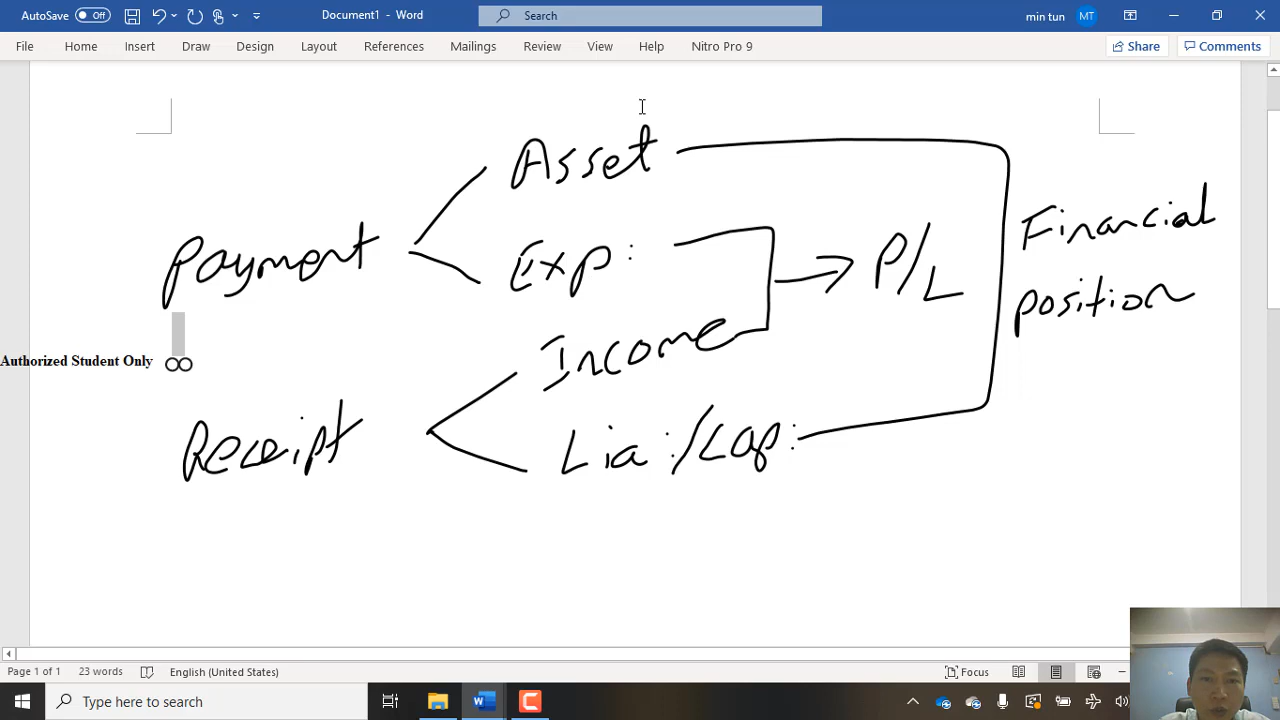 AutoSave Off Document1 - Word Search min tun MT
File Home Insert Draw Design Layout References Mailings Review View Help Nitro Pro 9 Share Comments
Asset
Payment
Exp:
P/L
Financial
position
Income
Authorized Student Only
Receipt
Lia:/Cap:
Page 1 of 1 23 words English (United States) Focus
Type here to search